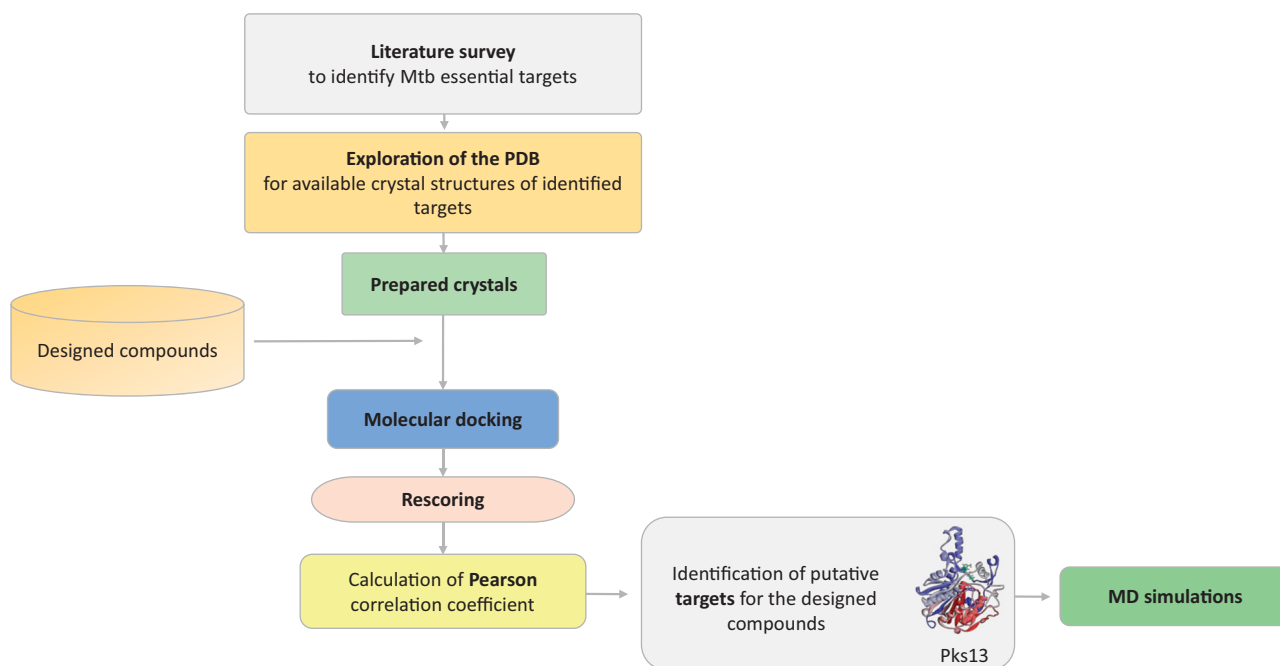 Literature survey
to identify Mtb essential targets
Exploration of the PDB
for available crystal structures of identified
targets
Prepared crystals
Designed compounds
Molecular docking
Rescoring
Calculation of Pearson
correlation coefficient
Identification of putative
targets for the designed
compounds
Pks13
MD simulations